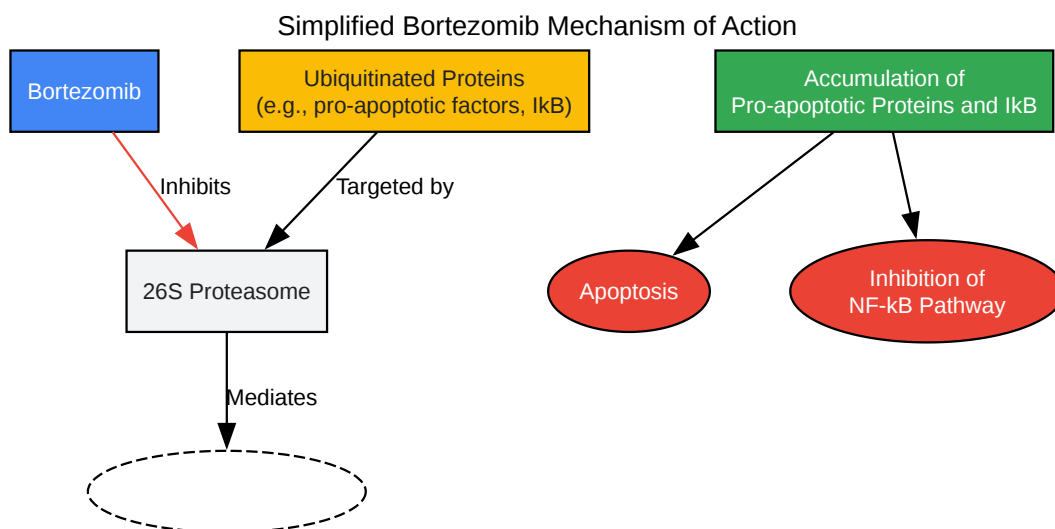 Simplified Bortezomib Mechanism of Action
Bortezomib
Ubiquitinated Proteins
(e.g., pro-apoptotic factors, IkB)
Accumulation of
Pro-apoptotic Proteins and IkB
Inhibits
Targeted by
26S Proteasome
Apoptosis
Inhibition of
NF-kB Pathway
Mediates